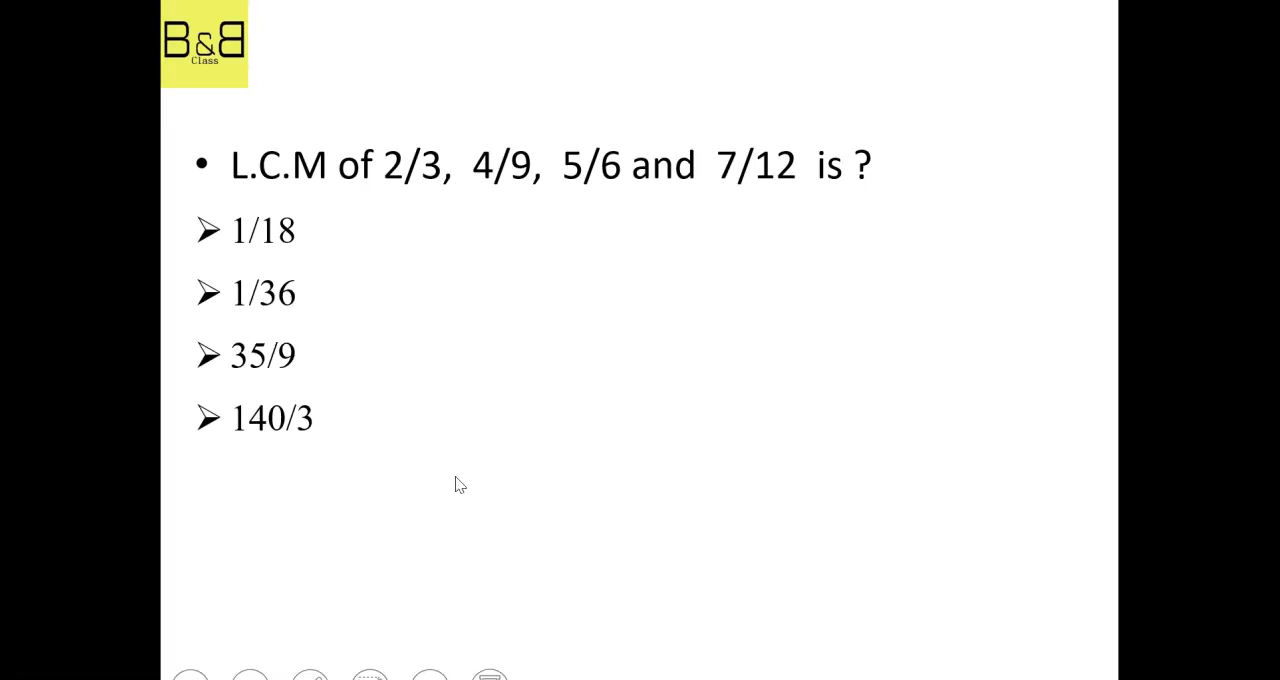 B&B
Class
• L.C.M of 2/3, 4/9, 5/6 and 7/12 is ?
➢ 1/18
➢ 1/36
➢ 35/9
➢ 140/3